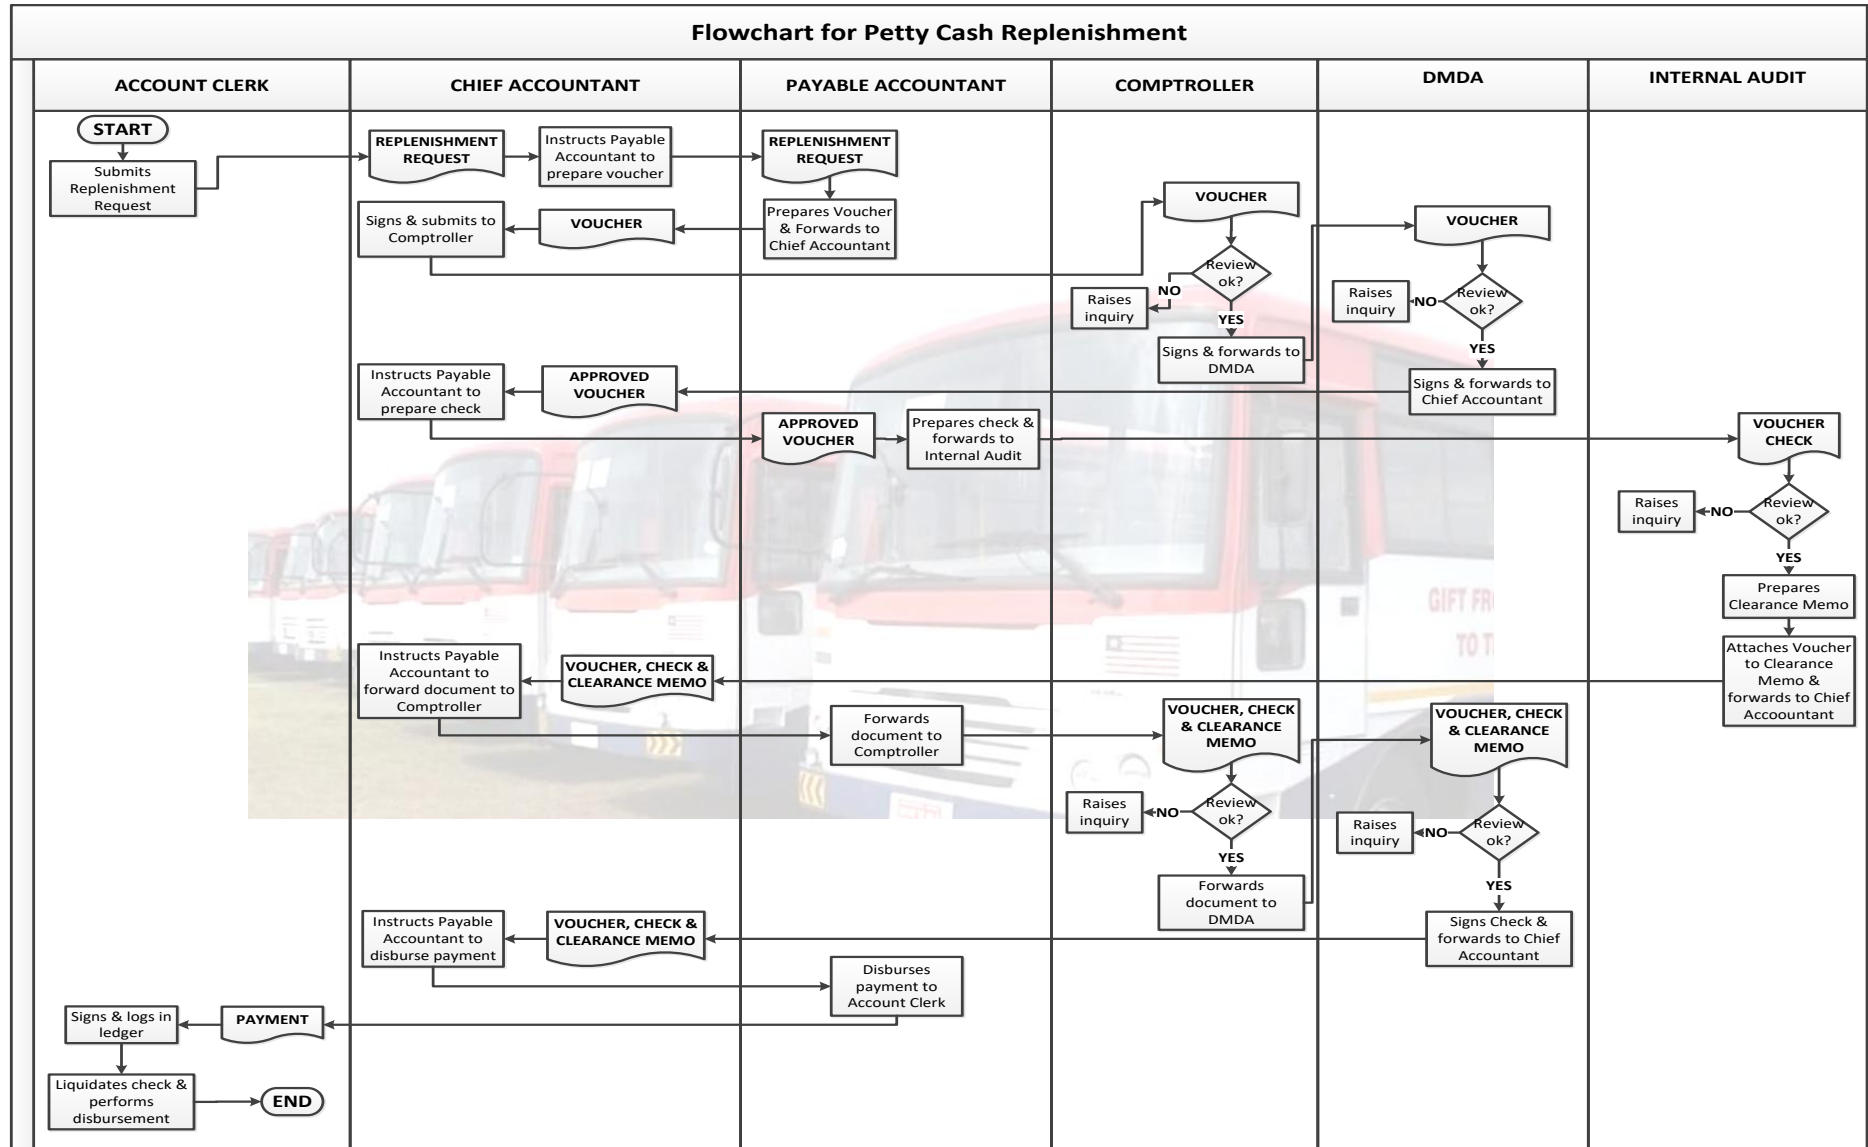 Flowchart for Petty Cash Replenishment
ACCOUNT CLERK
CHIEF ACCOUNTANT
PAYABLE ACCOUNTANT
COMPTROLLER
DMDA
INTERNAL AUDIT
START
Submits
Replenishment
Request
REPLENISHMENT
REQUEST
Instructs Payable
Accountant to
prepare voucher
REPLENISHMENT
REQUEST
Prepares Voucher
& Forwards to
Chief Accountant
VOUCHER
Signs & submits to
Comptroller
VOUCHER
Review
ok?
NO
Raises
inquiry
YES
Signs & forwards to
DMDA
VOUCHER
Review
ok?
NO
Raises
inquiry
YES
Signs & forwards to
Chief Accountant
APPROVED
VOUCHER
Instructs Payable
Accountant to
prepare check
APPROVED
VOUCHER
Prepares check &
forwards to
Internal Audit
VOUCHER
CHECK
Review
ok?
NO
Raises
inquiry
YES
Prepares
Clearance Memo
Attaches Voucher
to Clearance
Memo &
forwards to Chief
Accoountant
VOUCHER, CHECK &
CLEARANCE MEMO
Instructs Payable
Accountant to
forward document to
Comptroller
Forwards
document to
Comptroller
VOUCHER, CHECK
& CLEARANCE
MEMO
Review
ok?
NO
Raises
inquiry
YES
Forwards
document to
DMDA
VOUCHER, CHECK
& CLEARANCE
MEMO
Review
ok?
NO
Raises
inquiry
YES
Signs Check &
forwards to Chief
Accountant
VOUCHER, CHECK &
CLEARANCE MEMO
Instructs Payable
Accountant to
disburse payment
Disburses
payment to
Account Clerk
PAYMENT
Signs & logs in
ledger
Liquidates check &
performs
disbursement
END
GIFT
TO